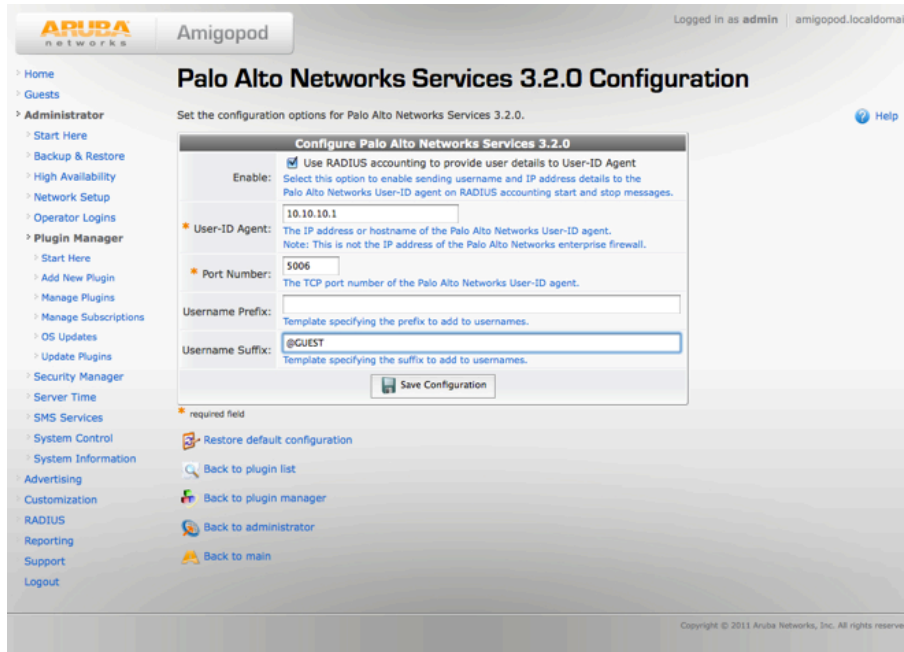 ARUBA
networks
Amigopod
Logged in as admin | amigopod.localdomai
Home
Guests
Administrator
Start Here
Backup & Restore
High Availability
Network Setup
Operator Logins
Plugin Manager
Start Here
Add New Plugin
Manage Plugins
Manage Subscriptions
OS Updates
Update Plugins
Security Manager
Server Time
SMS Services
System Control
System Information
Advertising
Customization
RADIUS
Reporting
Support
Logout
Palo Alto Networks Services 3.2.0 Configuration
Set the configuration options for Palo Alto Networks Services 3.2.0.
Help
Configure Palo Alto Networks Services 3.2.0
Enable:
Use RADIUS accounting to provide user details to User-ID Agent
Select this option to enable sending username and IP address details to the
Palo Alto Networks User-ID agent on RADIUS accounting start and stop messages.
* User-ID Agent:
10.10.10.1
The IP address or hostname of the Palo Alto Networks User-ID agent.
Note: This is not the IP address of the Palo Alto Networks enterprise firewall.
* Port Number:
5006
The TCP port number of the Palo Alto Networks User-ID agent.
Username Prefix:
Template specifying the prefix to add to usernames.
Username Suffix:
@GUEST
Template specifying the suffix to add to usernames.
Save Configuration
* required field
Restore default configuration
Back to plugin list
Back to plugin manager
Back to administrator
Back to main
Copyright © 2011 Aruba Networks, Inc. All rights reserve